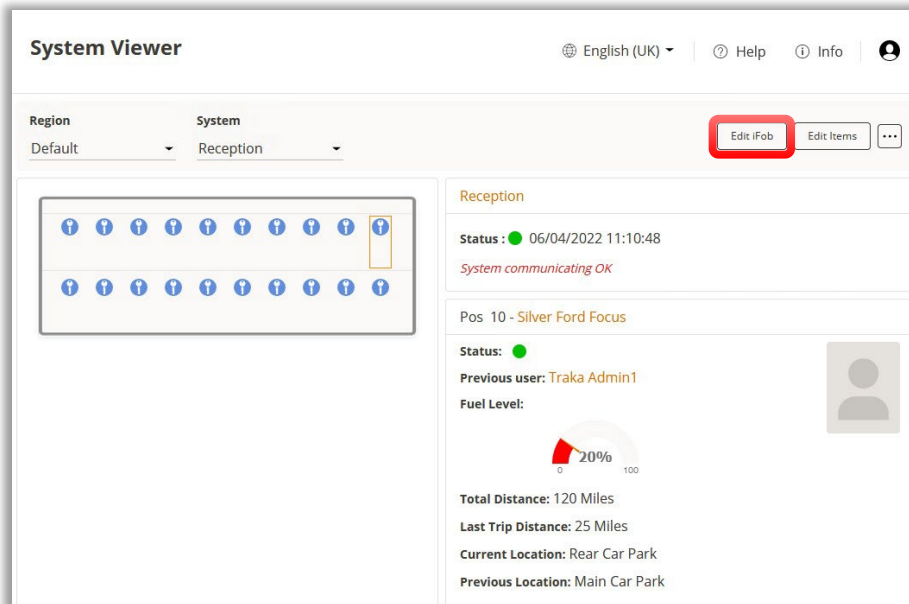 System Viewer
English (UK)
Help
Info
Region
System
Default
Reception
Edit iFob
Edit Items
Reception
Status : 06/04/2022 11:10:48
System communicating OK
Pos 10 - Silver Ford Focus
Status:
Previous user: Traka Admin1
Fuel Level:
20%
0
100
Total Distance: 120 Miles
Last Trip Distance: 25 Miles
Current Location: Rear Car Park
Previous Location: Main Car Park